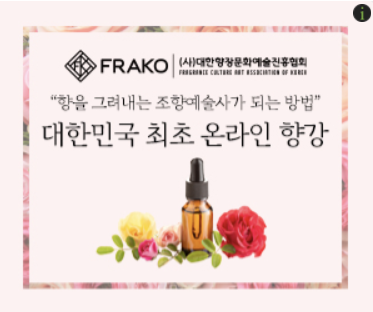 FRAKO
(사)대한향장문화예술진흥협회
FRAGRANCE CULTURE ART ASSOCIATION OF KOREA
“향을 그려내는 조향예술사가 되는 방법”
대한민국 최초 온라인 향강